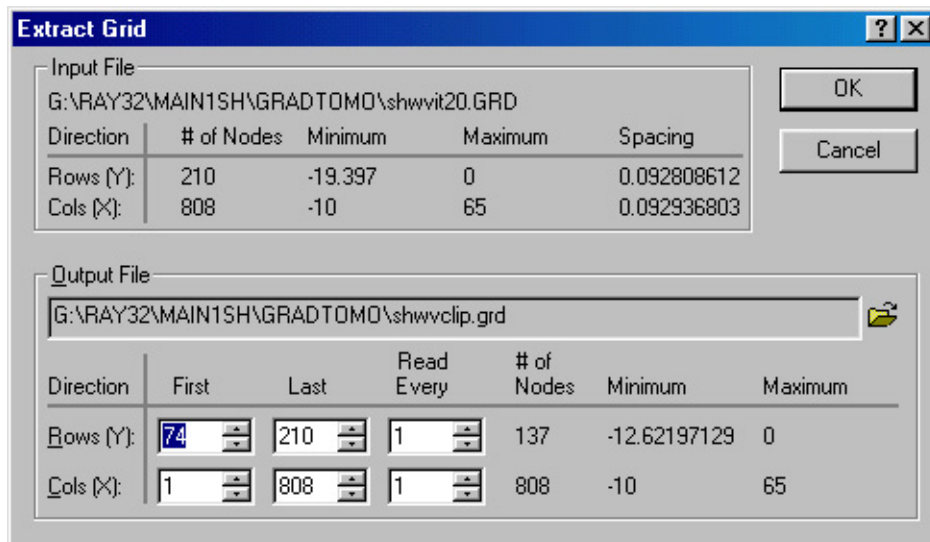 Extract Grid
Input File
G:\RAY32\MAIN1SH\GRADTOMO\shwvit20.GRD
Direction # of Nodes Minimum Maximum Spacing
Rows (Y): 210 -19.397 0 0.092808612
Cols (X): 808 -10 65 0.092936803
OK
Cancel
Output File
G:\RAY32\MAIN1SH\GRADTOMO\shwvclip.grd
Direction First Last Read Every # of Nodes Minimum Maximum
Rows (Y): 74 210 1 137 -12.62197129 0
Cols (X): 1 808 1 808 -10 65